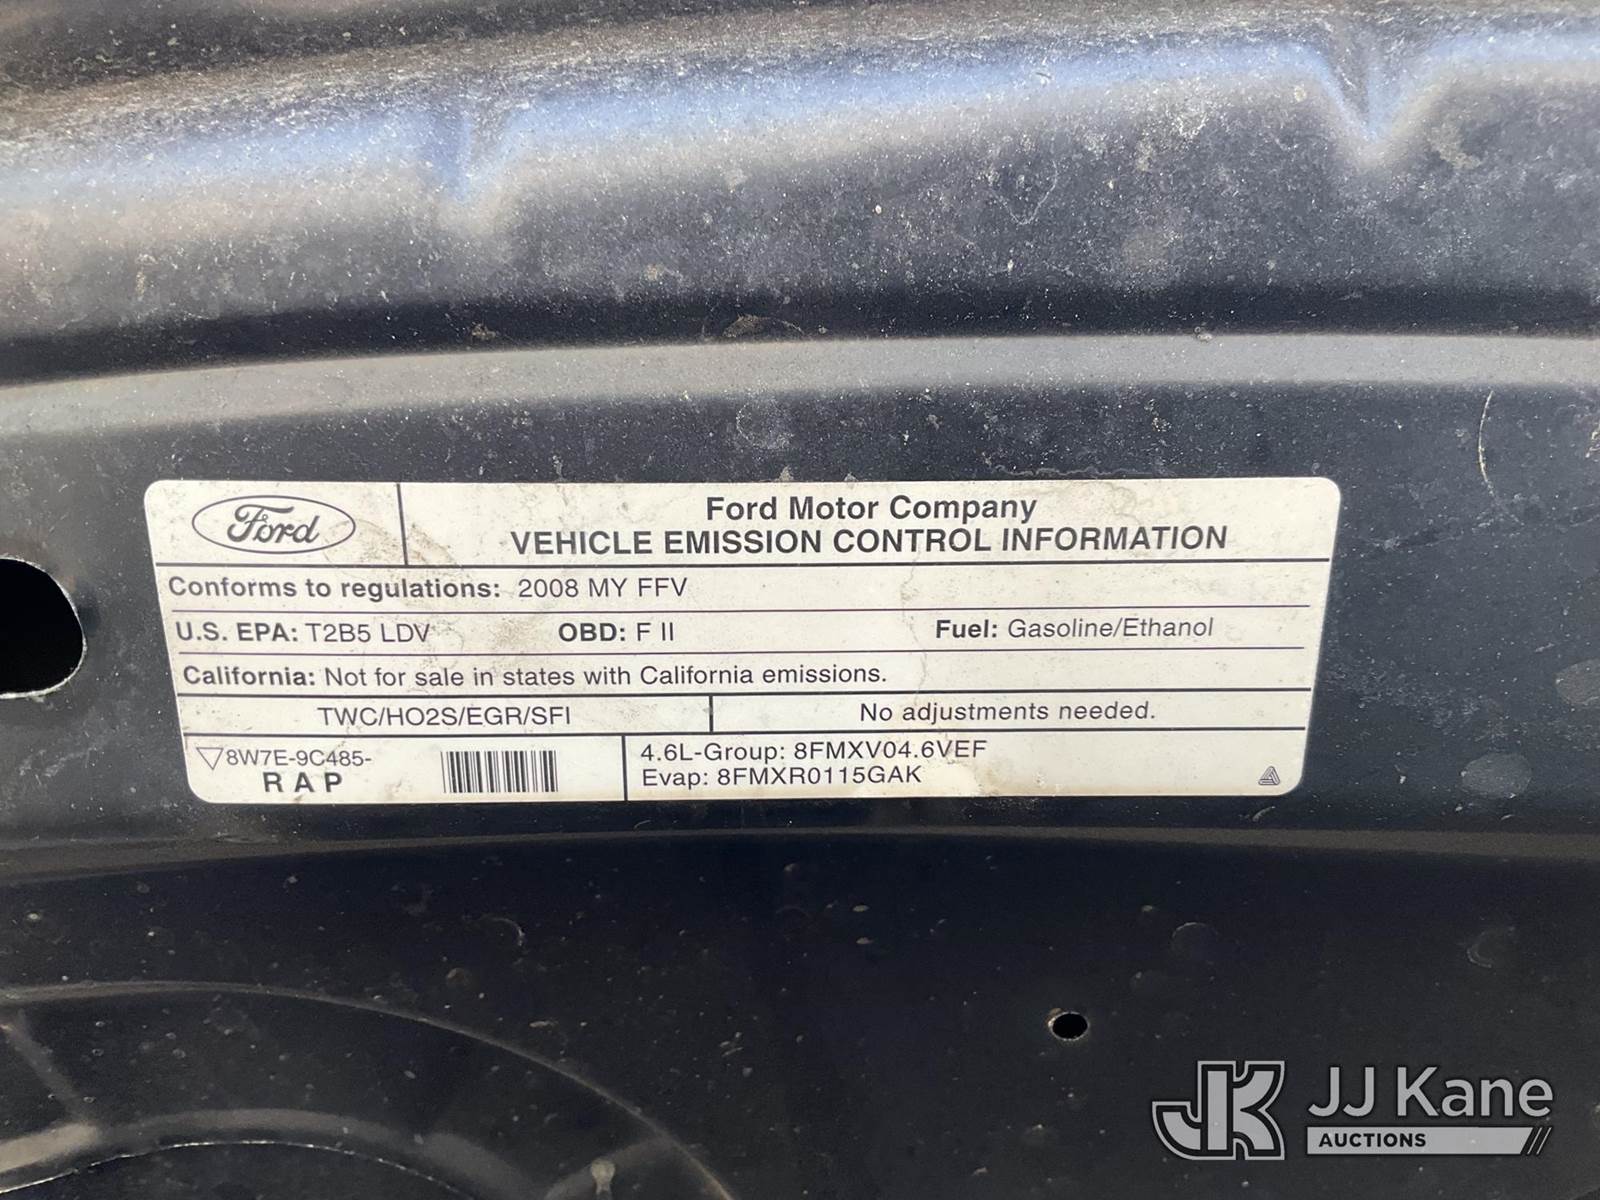 Ford
Ford Motor Company
VEHICLE EMISSION CONTROL INFORMATION
Conforms to regulations: 2008 MY FFV
U.S. EPA: T2B5 LDV OBD: F II Fuel: Gasoline/Ethanol
California: Not for sale in states with California emissions.
TWC/HO2S/EGR/SFI No adjustments needed.
8W7E-9C485-
RAP
4.6L-Group: 8FMXV04.6VEF
Evap: 8FMXR0115GAK
JK JJ Kane
AUCTIONS